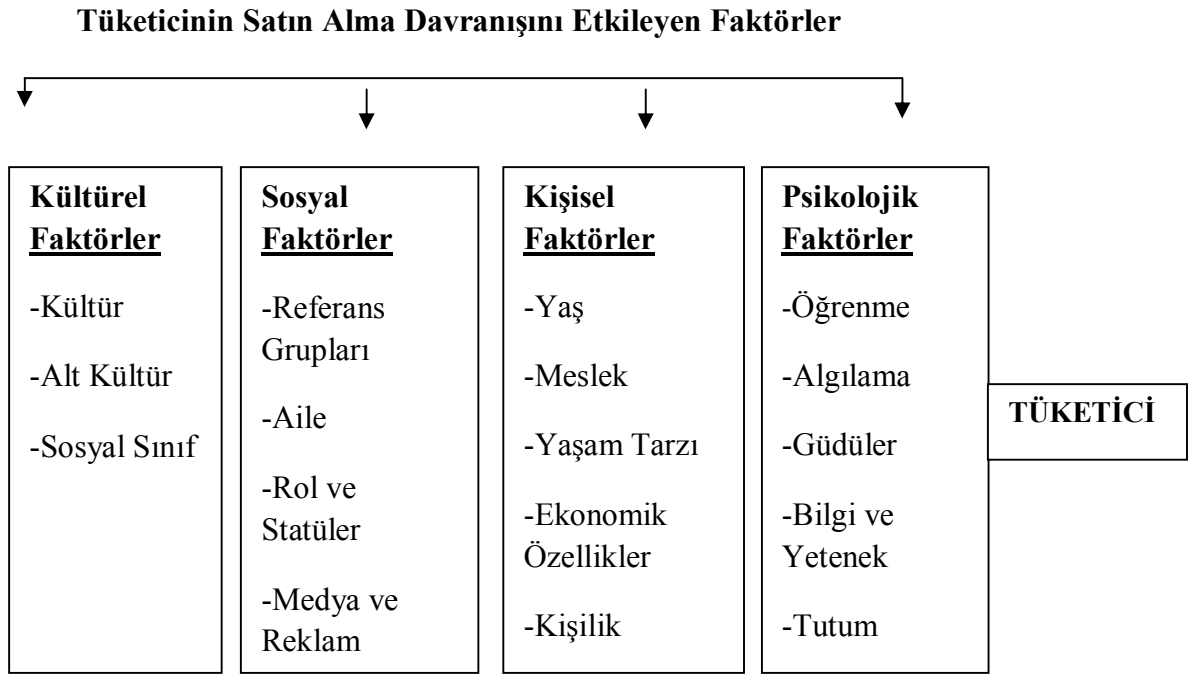 Tüketicinin Satın Alma Davranışını Etkileyen Faktörler
Kültürel
Faktörler
-Kültür
-Alt Kültür
-Sosyal Sınıf
Sosyal
Faktörler
-Referans
Grupları
-Aile
-Rol ve
Statüler
-Medya ve
Reklam
Kişisel
Faktörler
-Yaş
-Meslek
-Yaşam Tarzı
-Ekonomik
Özellikler
-Kişilik
Psikolojik
Faktörler
-Öğrenme
-Algılama
-Güdüler
-Bilgi ve
Yetenek
-Tutum
TÜKETİCİ